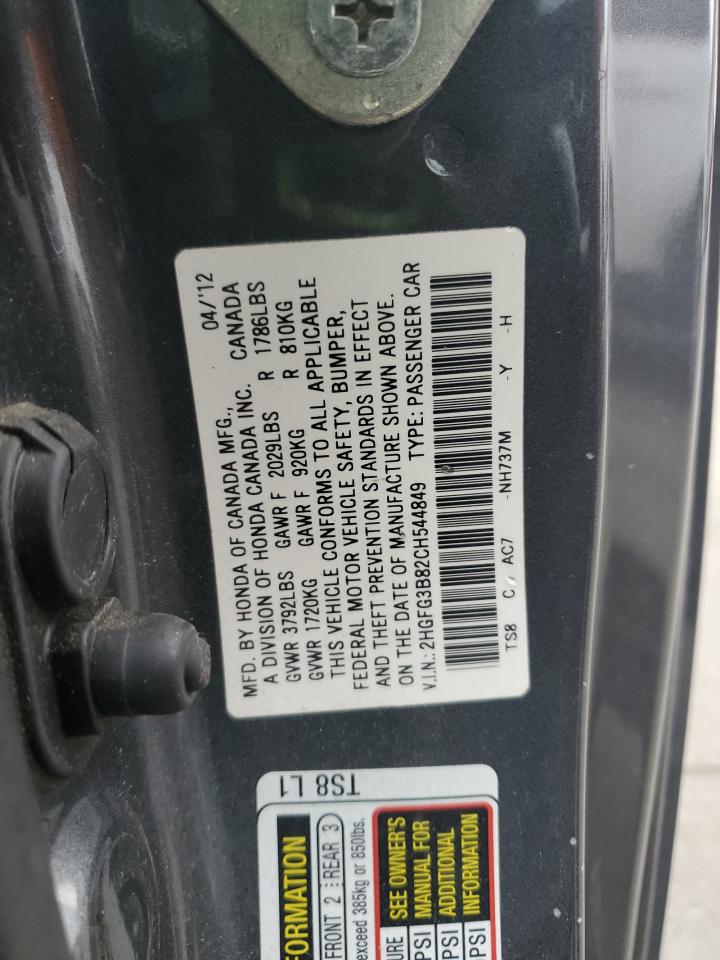 MFD. BY HONDA OF CANADA MFG., 04/'12
A DIVISION OF HONDA CANADA INC. CANADA
GVWR 3792LBS GAWR F 2029LBS R 1786LBS
GVWR 1720KG GAWR F 920KG R 810KG
THIS VEHICLE CONFORMS TO ALL APPLICABLE
FEDERAL MOTOR VEHICLE SAFETY, BUMPER,
AND THEFT PREVENTION STANDARDS IN EFFECT
ON THE DATE OF MANUFACTURE SHOWN ABOVE.
V.I.N.: 2HGFG3B82CH544849 TYPE: PASSENGER CAR
TS8 C, AC7 -NH737M -Y -H
TS8 L1
FORMATION
FRONT 2 REAR 3
exceed 385kg or 850lbs.
URE SEE OWNER'S
PSI MANUAL FOR
PSI ADDITIONAL
PSI INFORMATION